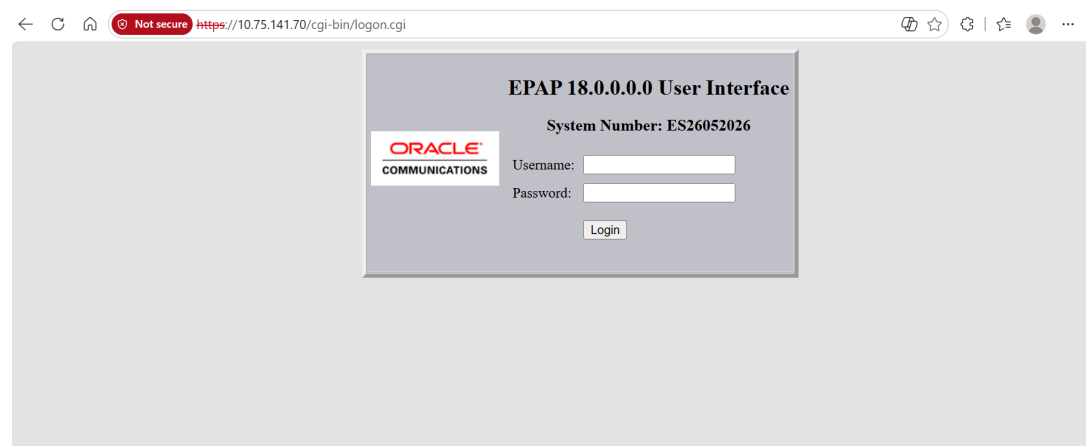 Not secure https://10.75.141.70/cgi-bin/logon.cgi
EPAP 18.0.0.0.0 User Interface
System Number: ES26052026
ORACLE
COMMUNICATIONS
Username:
Password:
Login